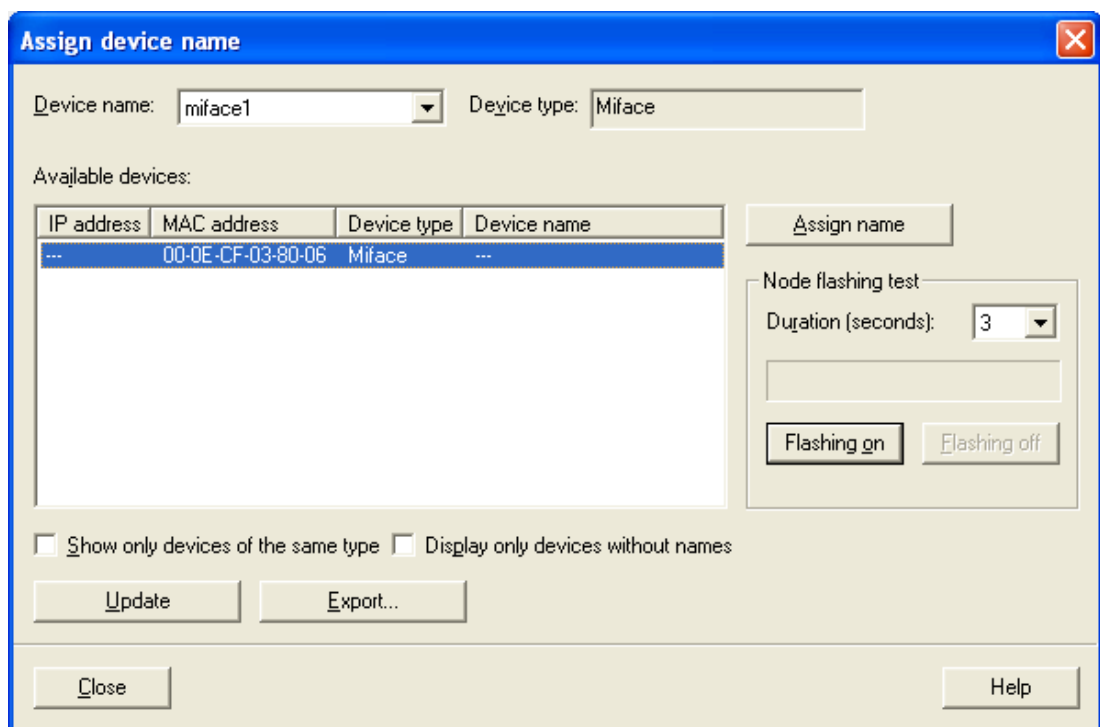 Assign device name
Device name: miface1 Device type: Miface
Available devices:
IP address MAC address Device type Device name
--- 00-0E-CF-03-80-06 Miface ---
Assign name
Node flashing test
Duration (seconds): 3
Flashing on Flashing off
Show only devices of the same type Display only devices without names
Update Export...
Close Help